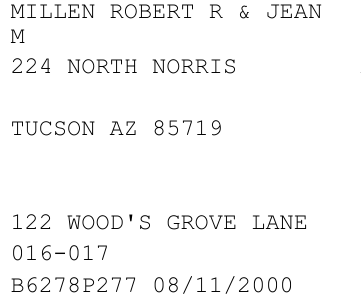 MILLEN ROBERT R & JEAN
M
224 NORTH NORRIS
TUCSON AZ 85719
122 WOOD'S GROVE LANE
016-017
B6278P277 08/11/2000